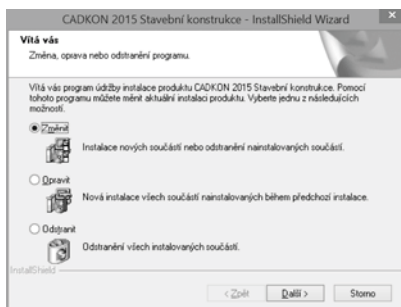 CADKON 2015 Stavební konstrukce - InstallShield Wizard
Vítá vás
Změna, oprava nebo odstranění programu.
Vítá vás program údržby instalace produktu CADKON 2015 Stavební konstrukce. Pomocí
tohoto programu můžete měnit aktuální instalaci produktu. Vyberte jednu z následujících
možností.
Změnit
Instalace nových součástí nebo odstranění nainstalovaných součástí.
Opravit
Nová instalace všech součástí nainstalovaných během předchozí instalace.
Odstranit
Odstranění všech instalovaných součástí.
InstallShield
< Zpět Další > Storno